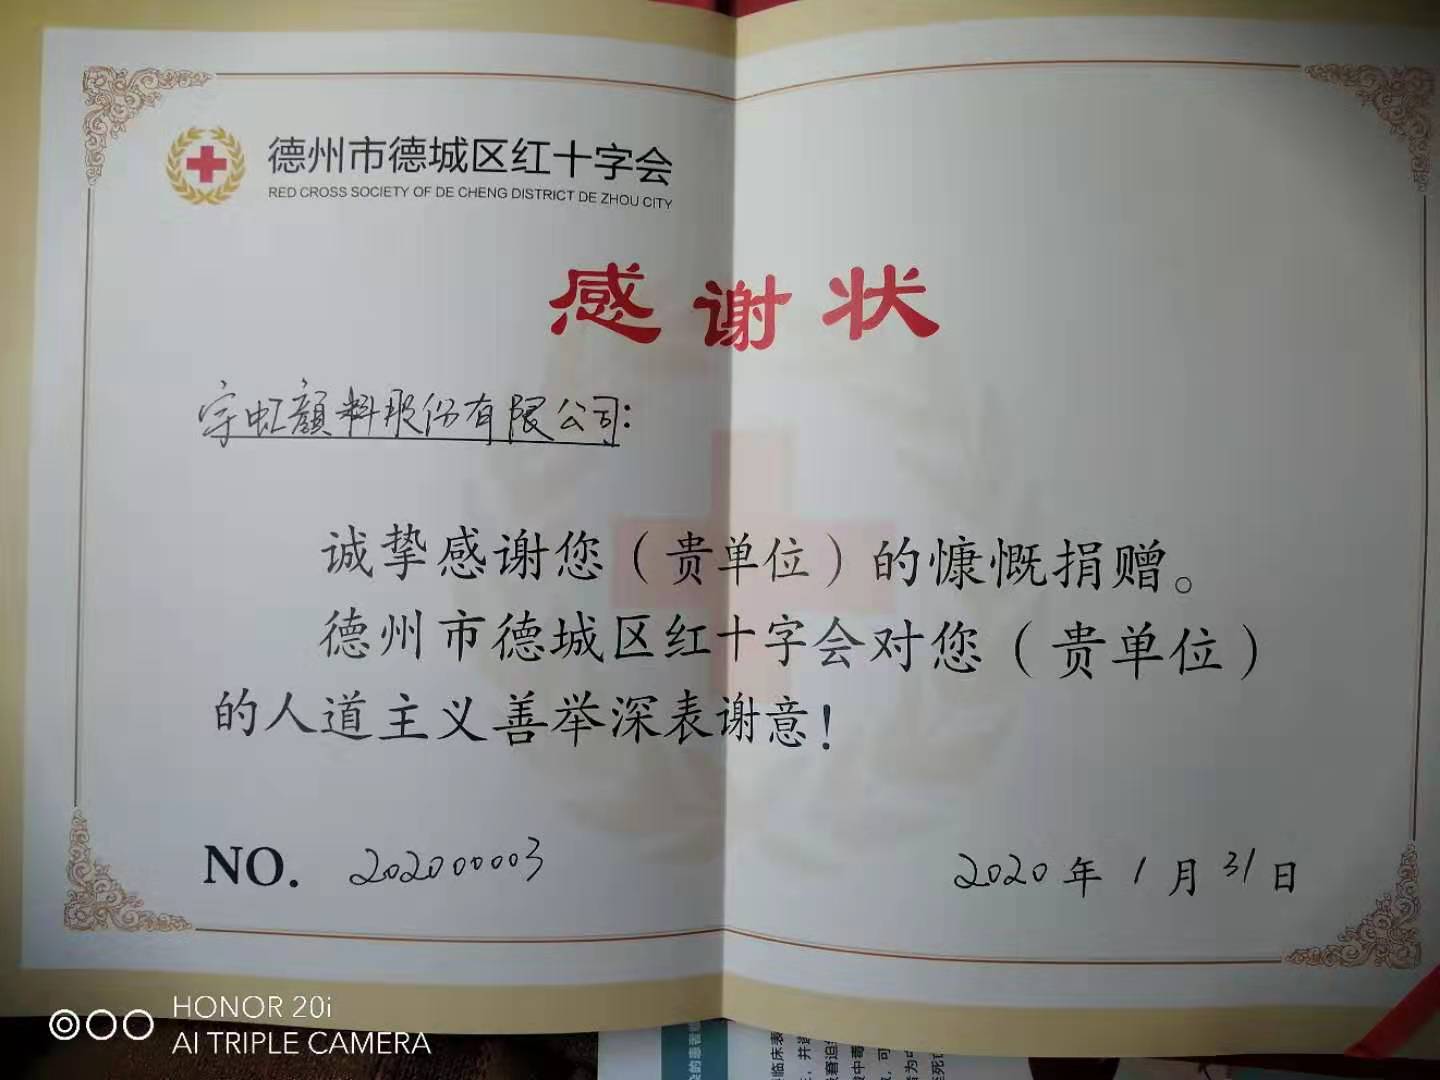 德州市德城区红十字会
RED CROSS SOCIETY OF DE CHENG DISTRICT DE ZHOU CITY
感谢状
宇虹颜料股份有限公司:
诚挚感谢您（贵单位）的慷慨捐赠。
德州市德城区红十字会对您（贵单位）
的人道主义善举深表谢意！
NO. 202000003
2020年1月31日
HONOR 20i
AI TRIPLE CAMERA